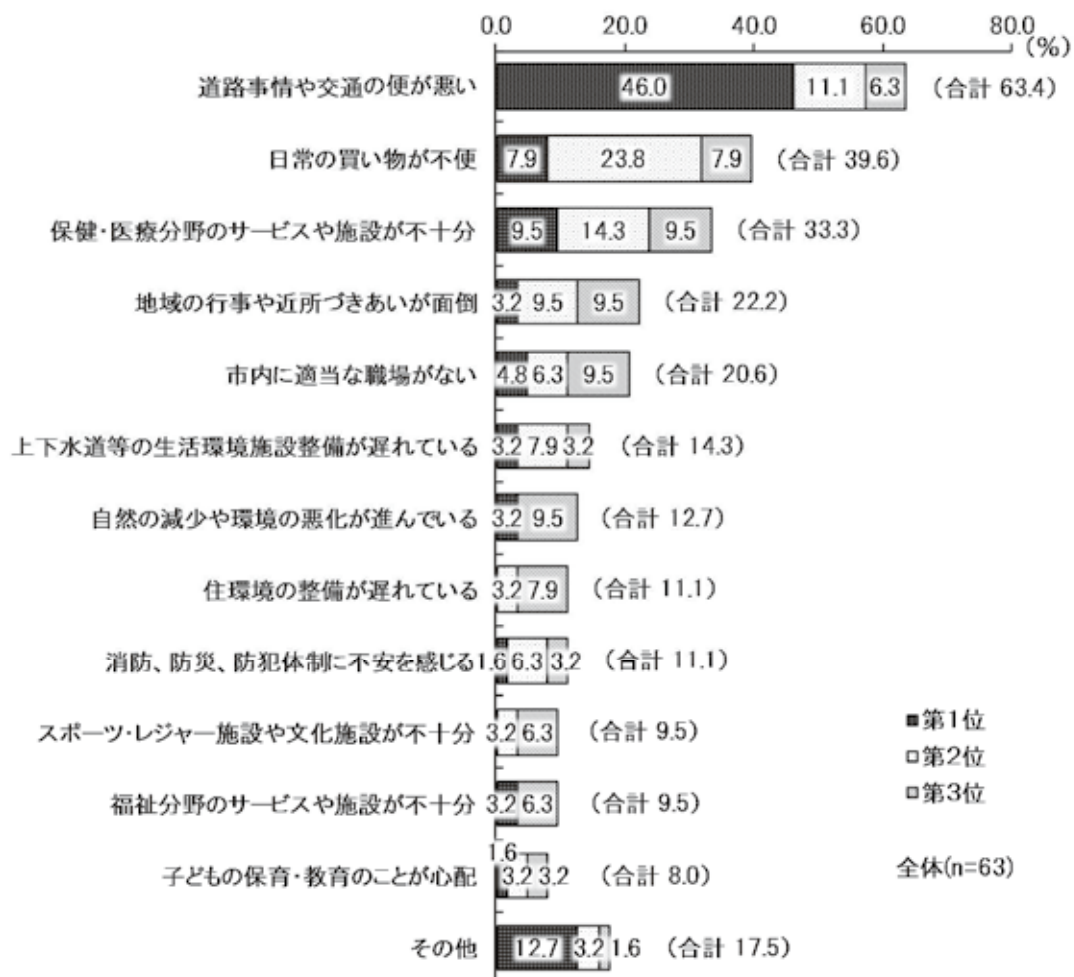 0.0 20.0 40.0 60.0 80.0
(%)
道路事情や交通の便が悪い 46.0 11.1 6.3 (合計 63.4)
日常の買い物が不便 7.9 23.8 7.9 (合計 39.6)
保健・医療分野のサービスや施設が不十分 9.5 14.3 9.5 (合計 33.3)
地域の行事や近所づきあいが面倒 3.2 9.5 9.5 (合計 22.2)
市内に適当な職場がない 4.8 6.3 9.5 (合計 20.6)
上下水道等の生活環境施設整備が遅れている 3.2 7.9 3.2 (合計 14.3)
自然の減少や環境の悪化が進んでいる 3.2 9.5 (合計 12.7)
住環境の整備が遅れている 3.2 7.9 (合計 11.1)
消防、防災、防犯体制に不安を感じる 1.6 6.3 3.2 (合計 11.1)
スポーツ・レジャー施設や文化施設が不十分 3.2 6.3 (合計 9.5)
福祉分野のサービスや施設が不十分 3.2 6.3 (合計 9.5)
子どもの保育・教育のことが心配 1.6 3.2 3.2 (合計 8.0)
その他 12.7 3.2 1.6 (合計 17.5)
第1位
第2位
第3位
全体(n=63)